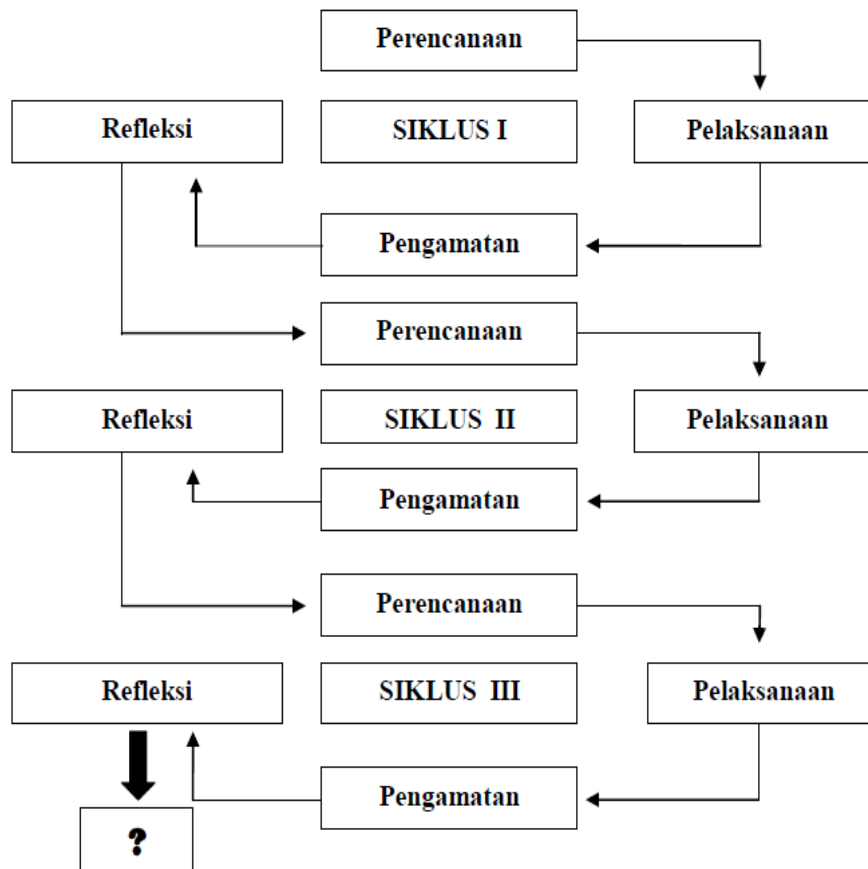 Perencanaan
Refleksi
SIKLUS I
Pelaksanaan
Pengamatan
Perencanaan
Refleksi
SIKLUS II
Pelaksanaan
Pengamatan
Perencanaan
Refleksi
SIKLUS III
Pelaksanaan
Pengamatan
?